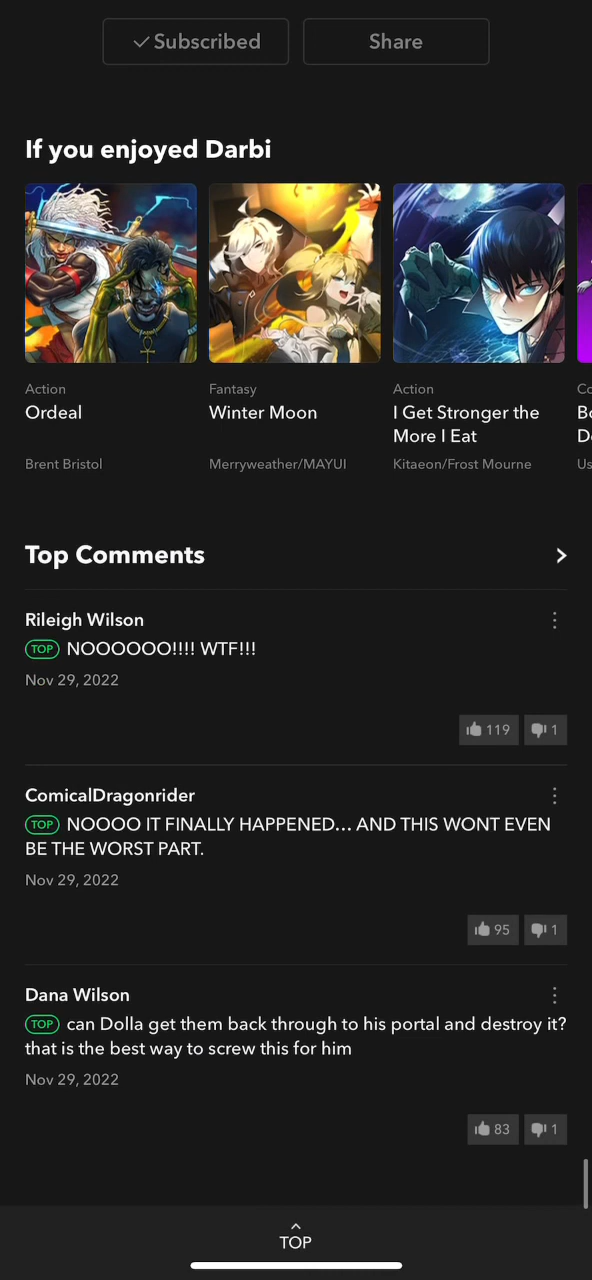 Subscribed
Share
If you enjoyed Darbi
Action
Ordeal
Brent Bristol
Fantasy
Winter Moon
Merryweather/MAYUI
Action
I Get Stronger the
More I Eat
Kitaeon/Frost Mourne
Top Comments
Rileigh Wilson
TOP NOOOOOO!!!! WTF!!!
Nov 29, 2022
119 1
ComicalDragonrider
TOP NOOOO IT FINALLY HAPPENED... AND THIS WONT EVEN
BE THE WORST PART.
Nov 29, 2022
95 1
Dana Wilson
TOP can Dolla get them back through to his portal and destroy it?
that is the best way to screw this for him
Nov 29, 2022
83 1
TOP